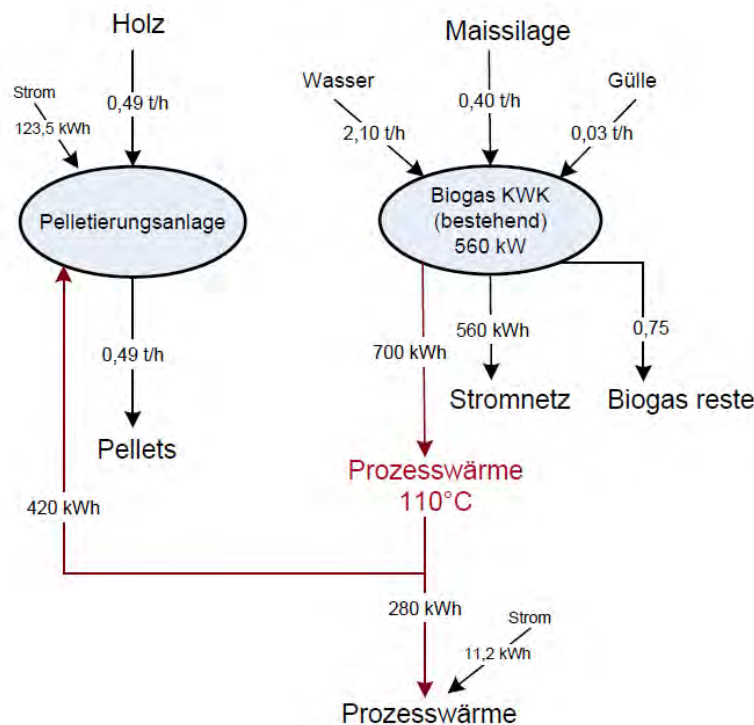 Holz
Maissilage
Strom
Wasser
Gülle
123,5 kWh
0,49 t/h
2,10 t/h
0,40 t/h
0,03 t/h
Pelletierungsanlage
Biogas KWK
(bestehend)
560 kW
0,49 t/h
700 kWh
560 kWh
0,75
Pellets
Stromnetz
Biogas reste
Prozesswärme
110°C
420 kWh
280 kWh
Strom
11,2 kWh
Prozesswärme